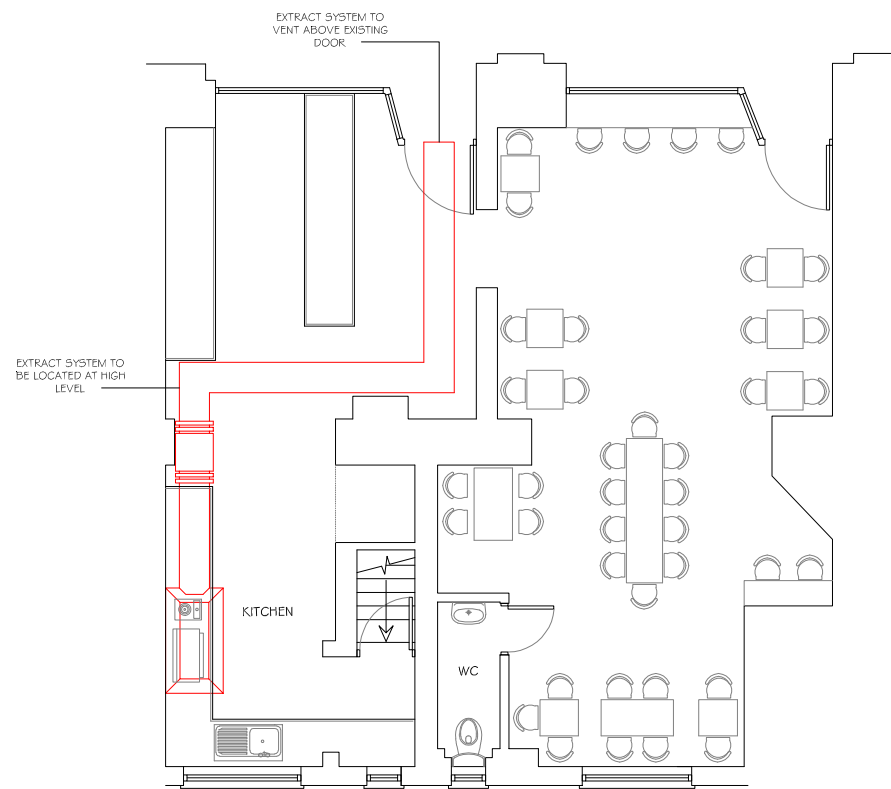 EXTRACT SYSTEM TO
VENT ABOVE EXISTING
DOOR
EXTRACT SYSTEM TO
BE LOCATED AT HIGH
LEVEL
KITCHEN
WC